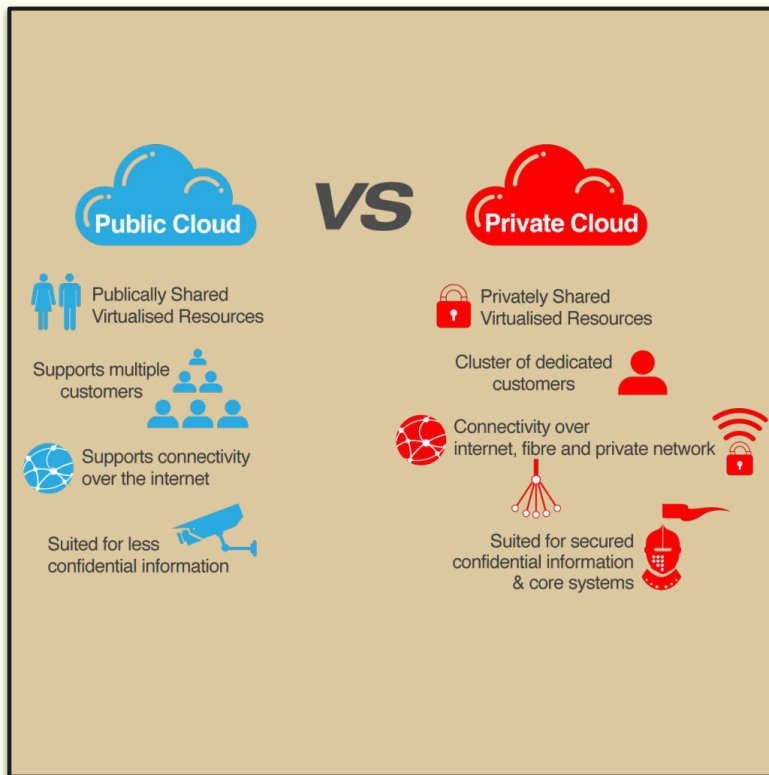 Public Cloud
VS
Private Cloud
Publically Shared
Virtualised Resources
Supports multiple
customers
Supports connectivity
over the internet
Suited for less
confidential information
Privately Shared
Virtualised Resources
Cluster of dedicated
customers
Connectivity over
internet, fibre and private network
Suited for secured
confidential information
& core systems